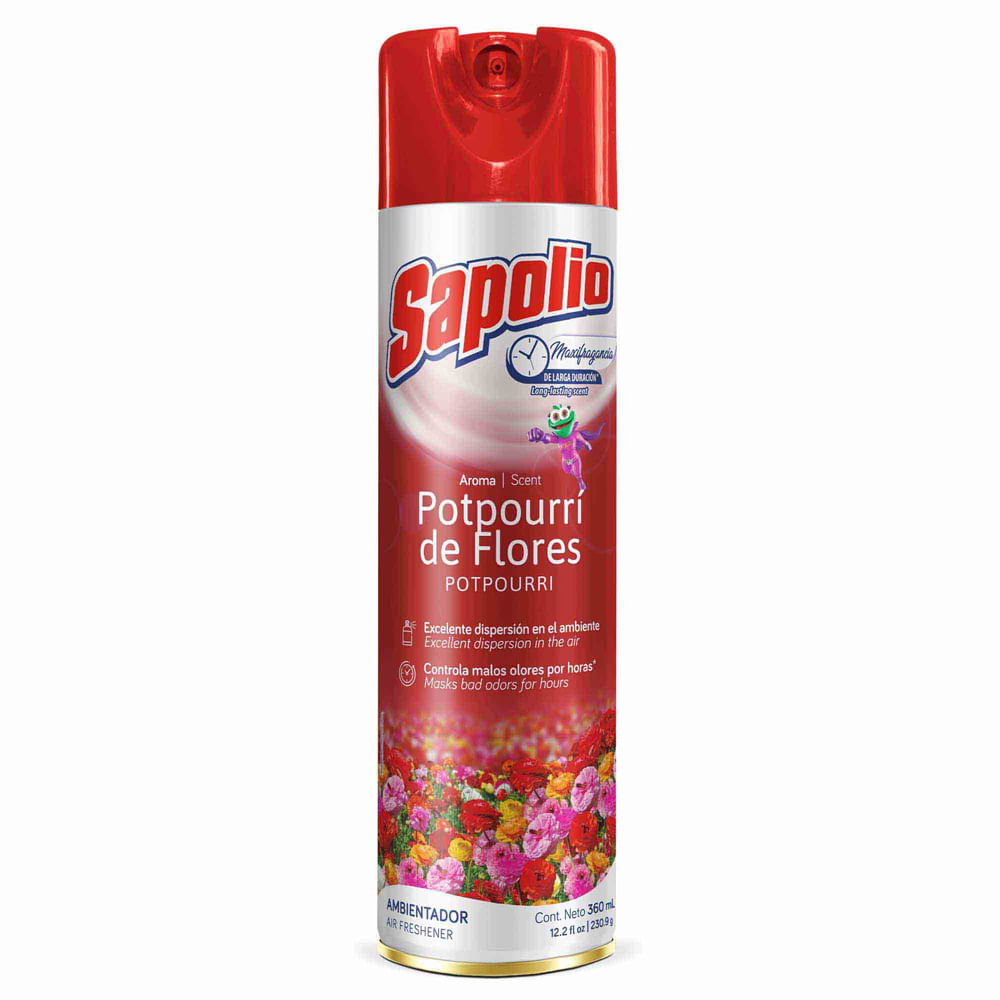 Sapolio
Maxifragancia
DE LARGA DURACIÓN*
Long-lasting scent
Aroma | Scent
Potpourrí
de Flores
POTPOURRI
Excelente dispersión en el ambiente
Excellent dispersion in the air
Controla malos olores por horas*
Masks bad odors for hours
AMBIENTADOR
AIR FRESHENER
Cont. Neto 360 mL
12.2 fl oz | 230.9 g